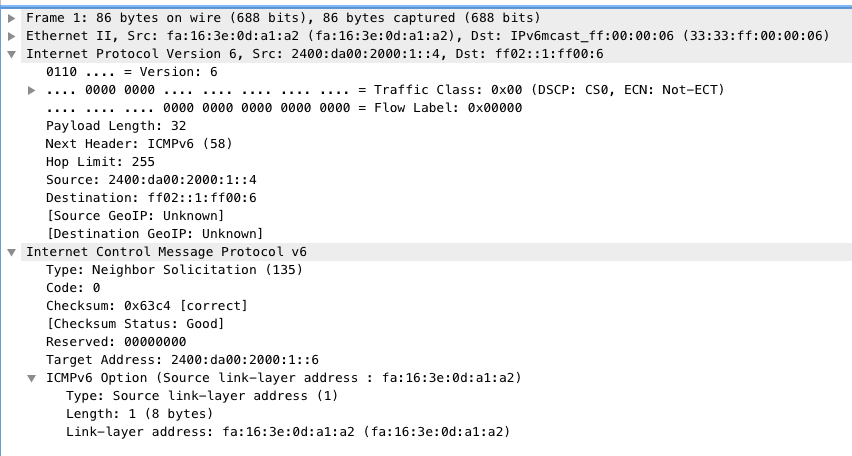 Frame 1: 86 bytes on wire (688 bits), 86 bytes captured (688 bits)
Ethernet II, Src: fa:16:3e:0d:a1:a2 (fa:16:3e:0d:a1:a2), Dst: IPv6mcast_ff:00:00:06 (33:33:ff:00:00:06)
Internet Protocol Version 6, Src: 2400:da00:2000:1::4, Dst: ff02::1:ff00:6
0110 .... = Version: 6
.... 0000 0000 .... .... .... .... .... = Traffic Class: 0x00 (DSCP: CS0, ECN: Not-ECT)
.... .... .... 0000 0000 0000 0000 0000 = Flow Label: 0x00000
Payload Length: 32
Next Header: ICMPv6 (58)
Hop Limit: 255
Source: 2400:da00:2000:1::4
Destination: ff02::1:ff00:6
[Source GeoIP: Unknown]
[Destination GeoIP: Unknown]
Internet Control Message Protocol v6
Type: Neighbor Solicitation (135)
Code: 0
Checksum: 0x63c4 [correct]
[Checksum Status: Good]
Reserved: 00000000
Target Address: 2400:da00:2000:1::6
ICMPv6 Option (Source link-layer address : fa:16:3e:0d:a1:a2)
Type: Source link-layer address (1)
Length: 1 (8 bytes)
Link-layer address: fa:16:3e:0d:a1:a2 (fa:16:3e:0d:a1:a2)